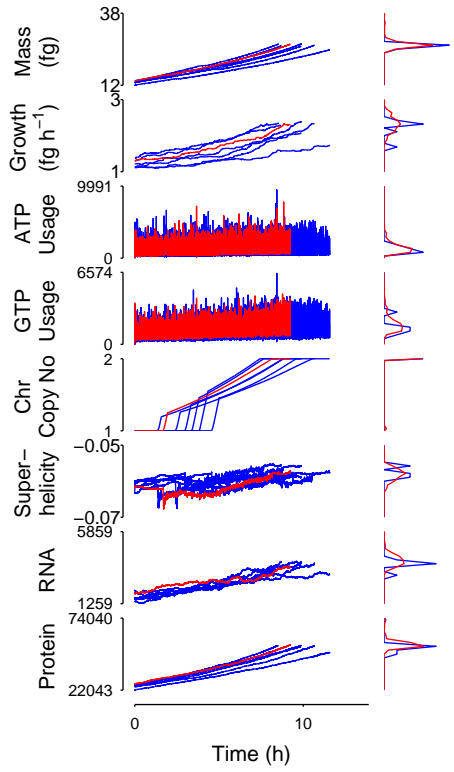 Mass
(fg)
38
12
Growth
(fg h⁻¹)
3
1
ATP
Usage
9991
0
GTP
Usage
6574
0
Chr
Copy No
2
1
Super−
helicity
−0.05
−0.07
RNA
5859
1259
Protein
74040
22043
0
10
Time (h)